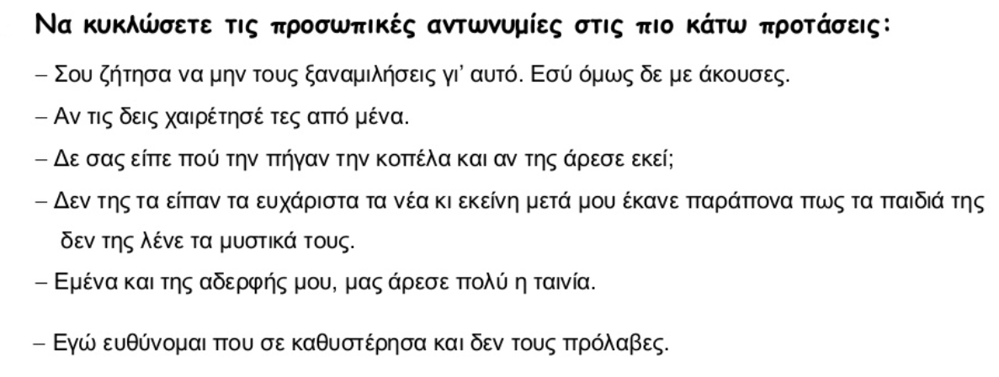 Να κυκλώσετε τις προσωπικές αντωνυμίες στις πιο κάτω προτάσεις:
– Σου ζήτησα να μην τους ξαναμιλήσεις γι’ αυτό. Εσύ όμως δε με άκουσες.
– Αν τις δεις χαιρέτησέ τες από μένα.
– Δε σας είπε πού την πήγαν την κοπέλα και αν της άρεσε εκεί;
– Δεν της τα είπαν τα ευχάριστα τα νέα κι εκείνη μετά μου έκανε παράπονα πως τα παιδιά της
δεν της λένε τα μυστικά τους.
– Εμένα και της αδερφής μου, μας άρεσε πολύ η ταινία.
– Εγώ ευθύνομαι που σε καθυστέρησα και δεν τους πρόλαβες.